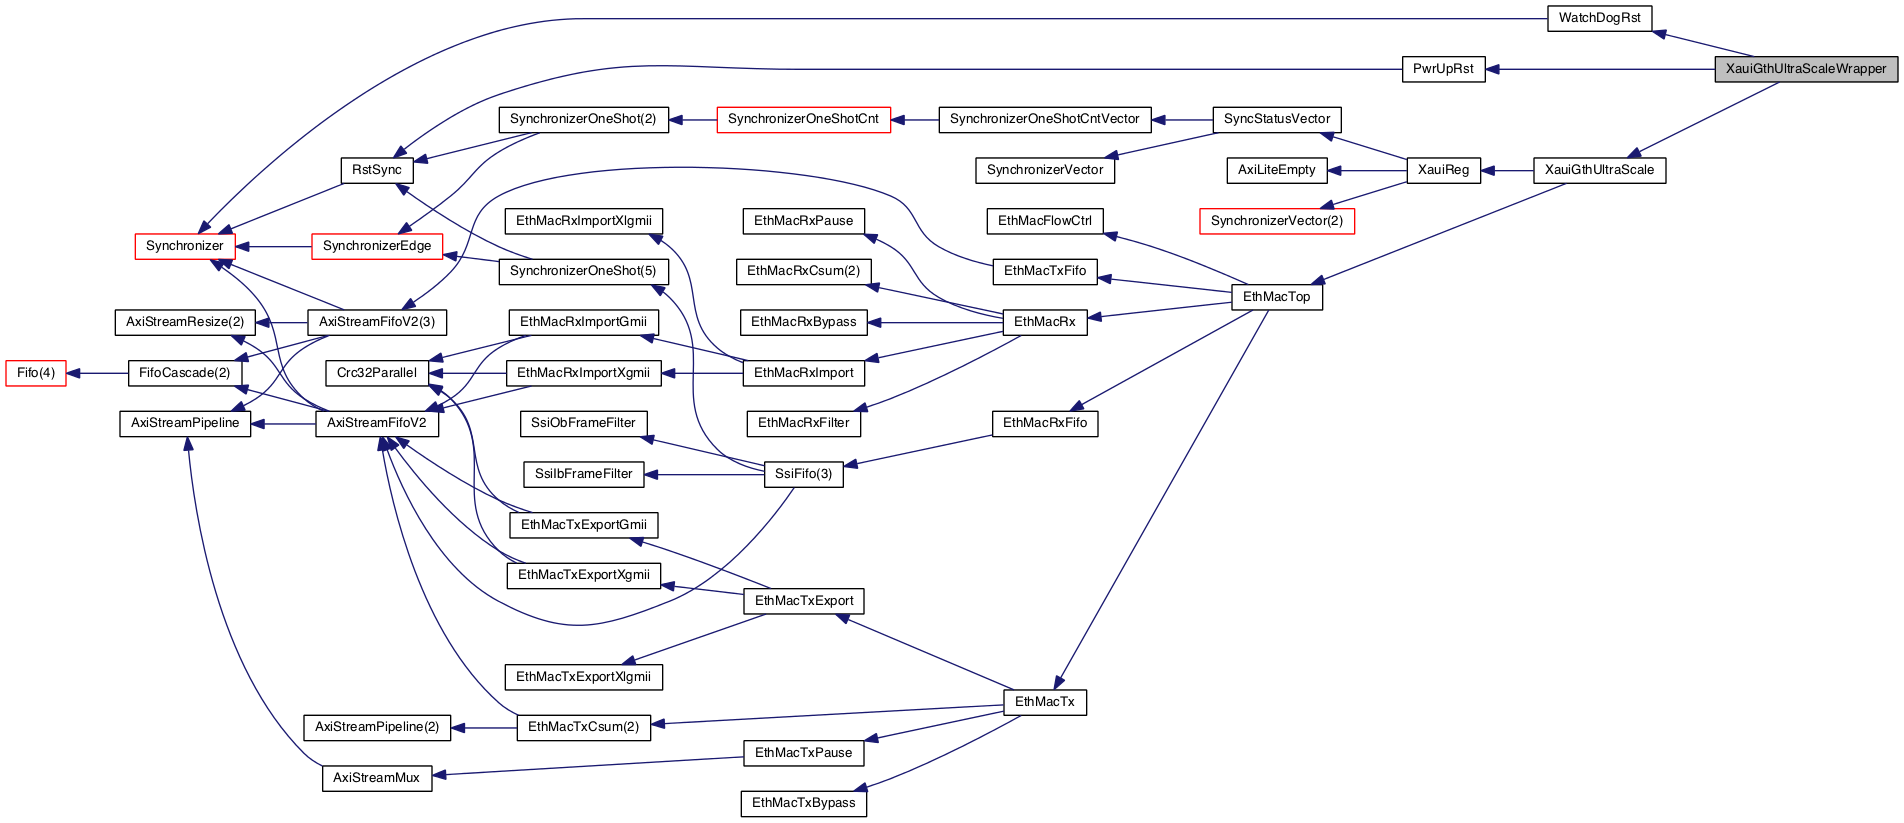 WatchDogRst
PwrUpRst
XauiGthUltraScaleWrapper
SynchronizerOneShot(2)
SynchronizerOneShotCnt
SynchronizerOneShotCntVector
SyncStatusVector
RstSync
SynchronizerVector
AxiLiteEmpty
XauiReg
XauiGthUltraScale
EthMacRxImportXlgmii
EthMacRxPause
EthMacFlowCtrl
SynchronizerVector(2)
Synchronizer
SynchronizerEdge
SynchronizerOneShot(5)
EthMacRxCsum(2)
EthMacTxFifo
EthMacTop
AxiStreamResize(2)
AxiStreamFifoV2(3)
EthMacRxImportGmii
EthMacRxBypass
EthMacRx
Fifo(4)
FifoCascade(2)
Crc32Parallel
EthMacRxImportXgmii
EthMacRxImport
AxiStreamPipeline
AxiStreamFifoV2
SsiObFrameFilter
EthMacRxFilter
EthMacRxFifo
SsiIbFrameFilter
SsiFifo(3)
EthMacTxExportGmii
EthMacTxExportXgmii
EthMacTxExport
EthMacTxExportXlgmii
EthMacTx
AxiStreamPipeline(2)
EthMacTxCsum(2)
EthMacTxPause
AxiStreamMux
EthMacTxBypass